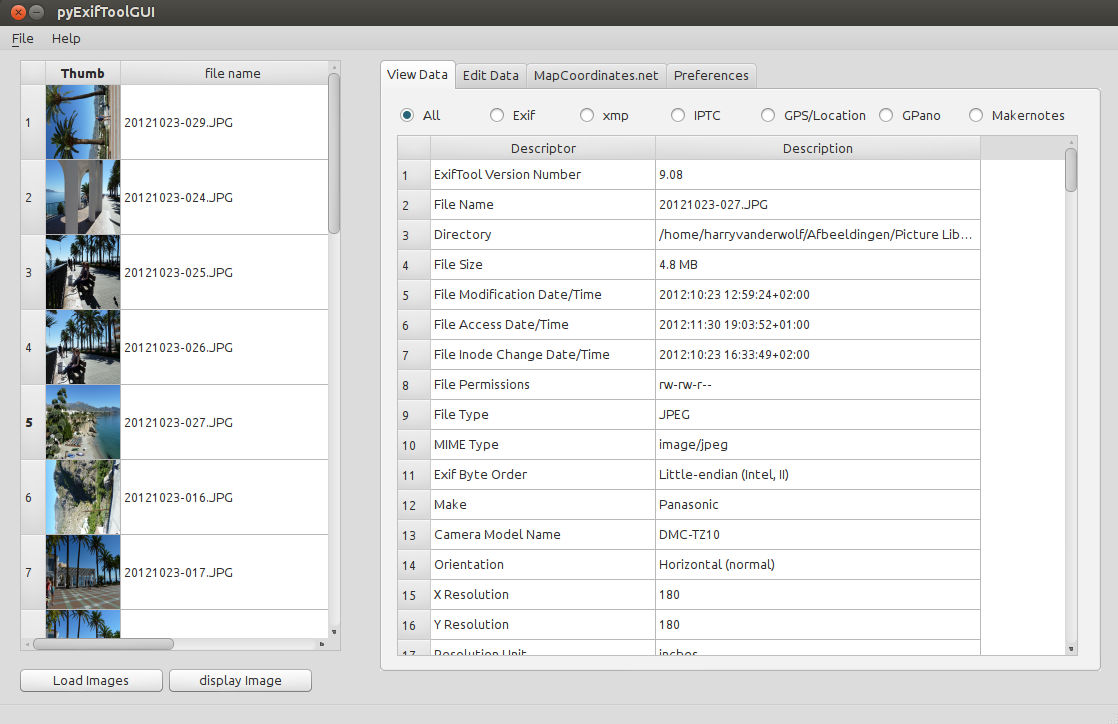 pyExifToolGUI
File Help
Thumb file name
1 20121023-029.JPG
2 20121023-024.JPG
3 20121023-025.JPG
4 20121023-026.JPG
5 20121023-027.JPG
6 20121023-016.JPG
7 20121023-017.JPG
Load Images display Image
View Data Edit Data MapCoordinates.net Preferences
All Exif xmp IPTC GPS/Location GPano Makernotes
Descriptor Description
1 ExifTool Version Number 9.08
2 File Name 20121023-027.JPG
3 Directory /home/harryvanderwolf/Afbeeldingen/Picture Lib...
4 File Size 4.8 MB
5 File Modification Date/Time 2012:10:23 12:59:24+02:00
6 File Access Date/Time 2012:11:30 19:03:52+01:00
7 File Inode Change Date/Time 2012:10:23 16:33:49+02:00
8 File Permissions rw-rw-r--
9 File Type JPEG
10 MIME Type image/jpeg
11 Exif Byte Order Little-endian (Intel, II)
12 Make Panasonic
13 Camera Model Name DMC-TZ10
14 Orientation Horizontal (normal)
15 X Resolution 180
16 Y Resolution 180
17 Resolution Unit inches